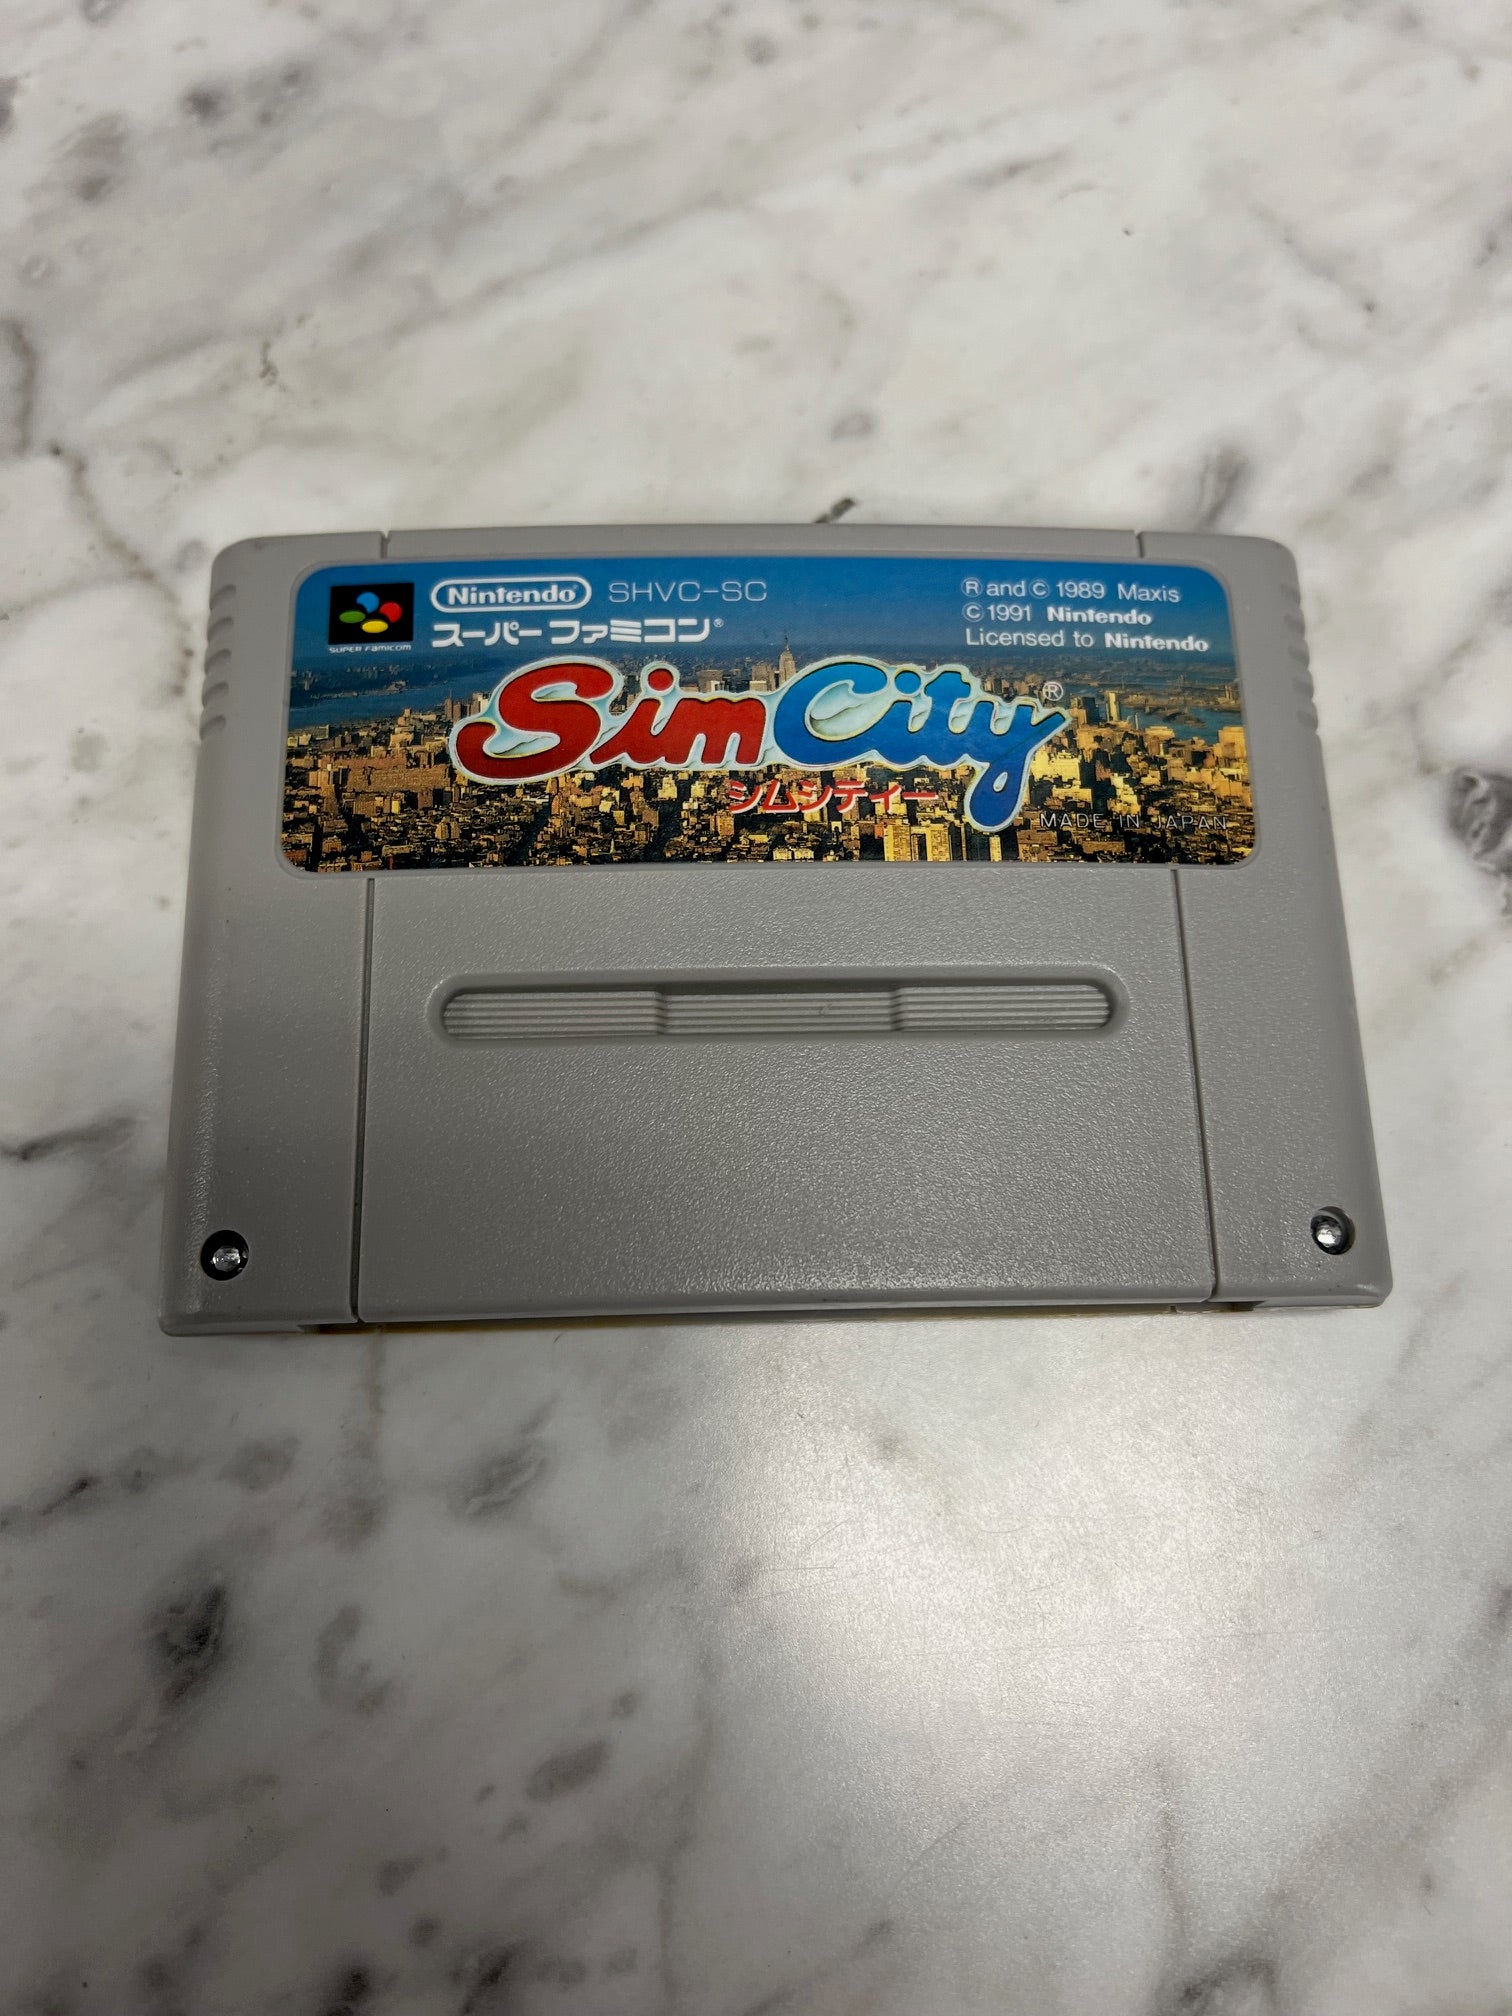 Nintendo SHVC-SC
スーパーファミコン®
SUPER FAMICOM
® and © 1989 Maxis
© 1991 Nintendo
Licensed to Nintendo
SimCity®
シムシティー
MADE IN JAPAN